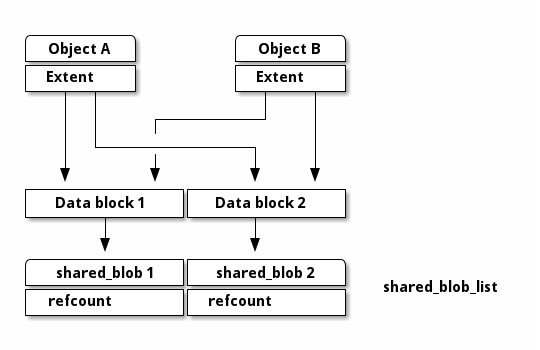 Object A
Object B
Extent
Extent
Data block 1
Data block 2
shared_blob 1
shared_blob 2
shared_blob_list
refcount
refcount